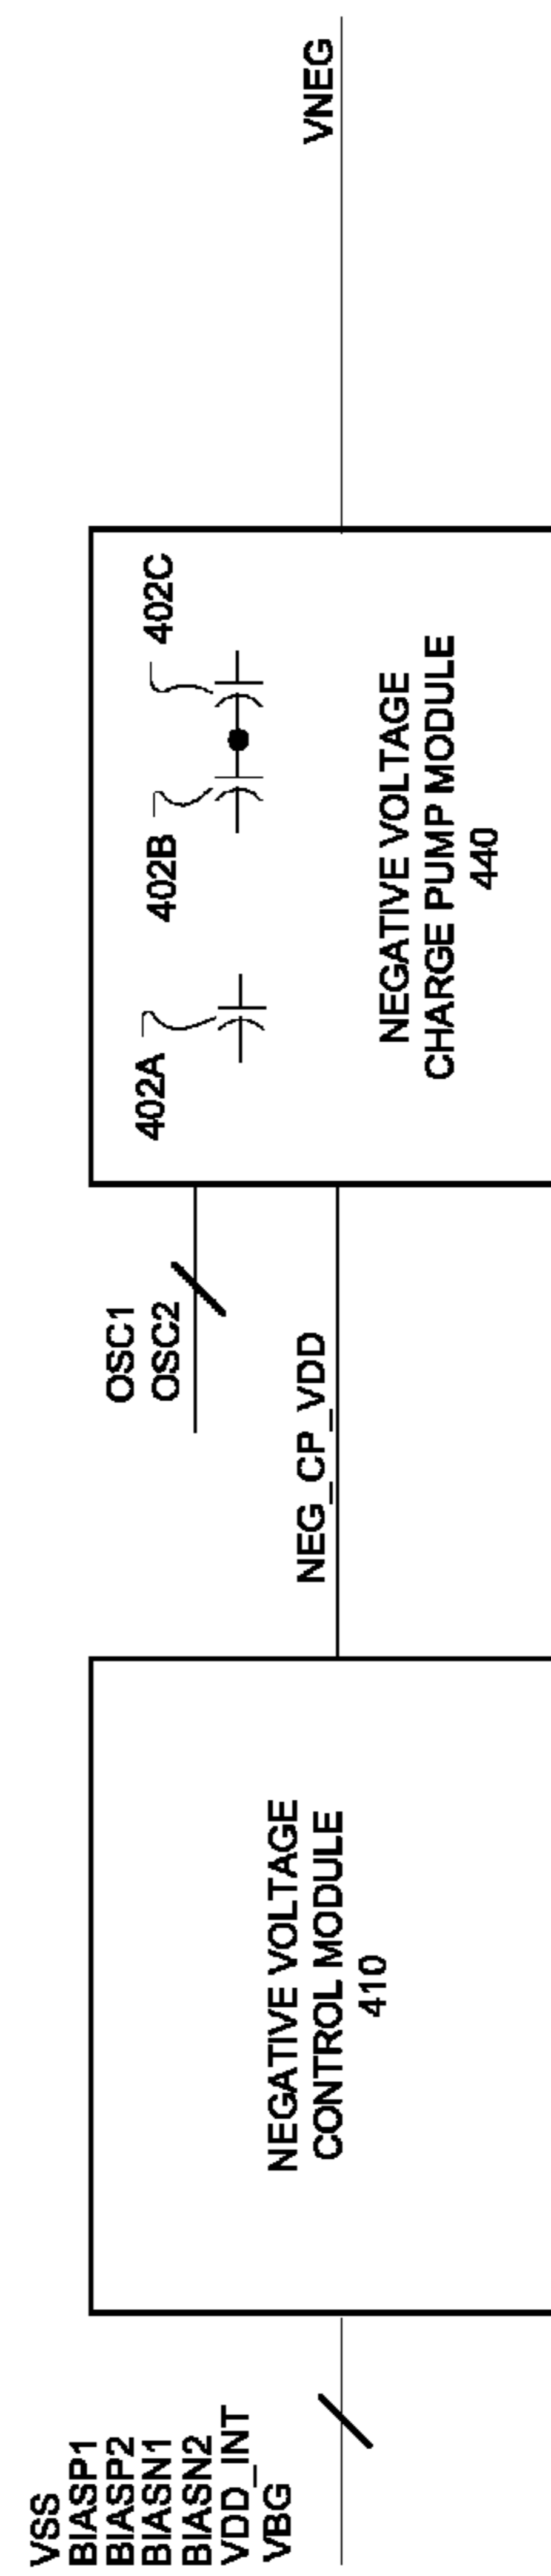 VSS
BIASP1
BIASP2
BIASN1
BIASN2
VDD_INT
VBG
NEGATIVE VOLTAGE
CONTROL MODULE
410
NEG_CP_VDD
OSC1
OSC2
402A
402B
402C
NEGATIVE VOLTAGE
CHARGE PUMP MODULE
440
VNEG